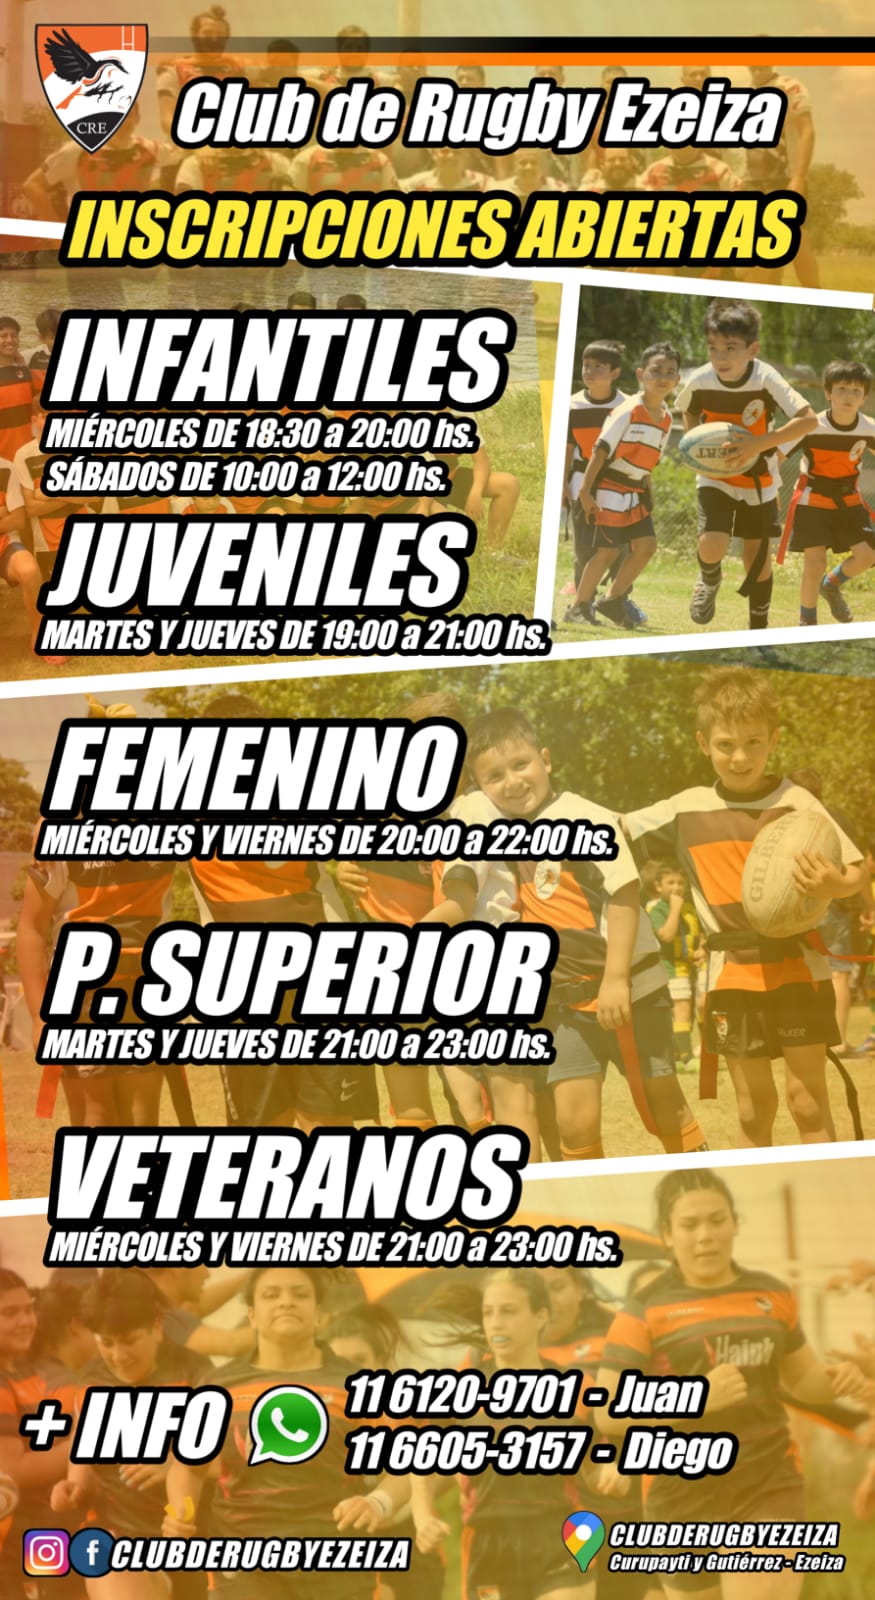 CRE
Club de Rugby Ezeiza
INSCRIPCIONES ABIERTAS
INFANTILES
MIÉRCOLES DE 18:30 a 20:00 hs.
SÁBADOS DE 10:00 a 12:00 hs.
JUVENILES
MARTES Y JUEVES DE 19:00 a 21:00 hs.
FEMENINO
MIÉRCOLES Y VIERNES DE 20:00 a 22:00 hs.
GILBERT
P. SUPERIOR
MARTES Y JUEVES DE 21:00 a 23:00 hs.
VETERANOS
MIÉRCOLES Y VIERNES DE 21:00 a 23:00 hs.
+ INFO
11 6120-9701 - Juan
11 6605-3157 - Diego
CLUBDERUGBYEZEIZA
CLUBDERUGBYEZEIZA
Curupayti y Gutiérrez - Ezeiza